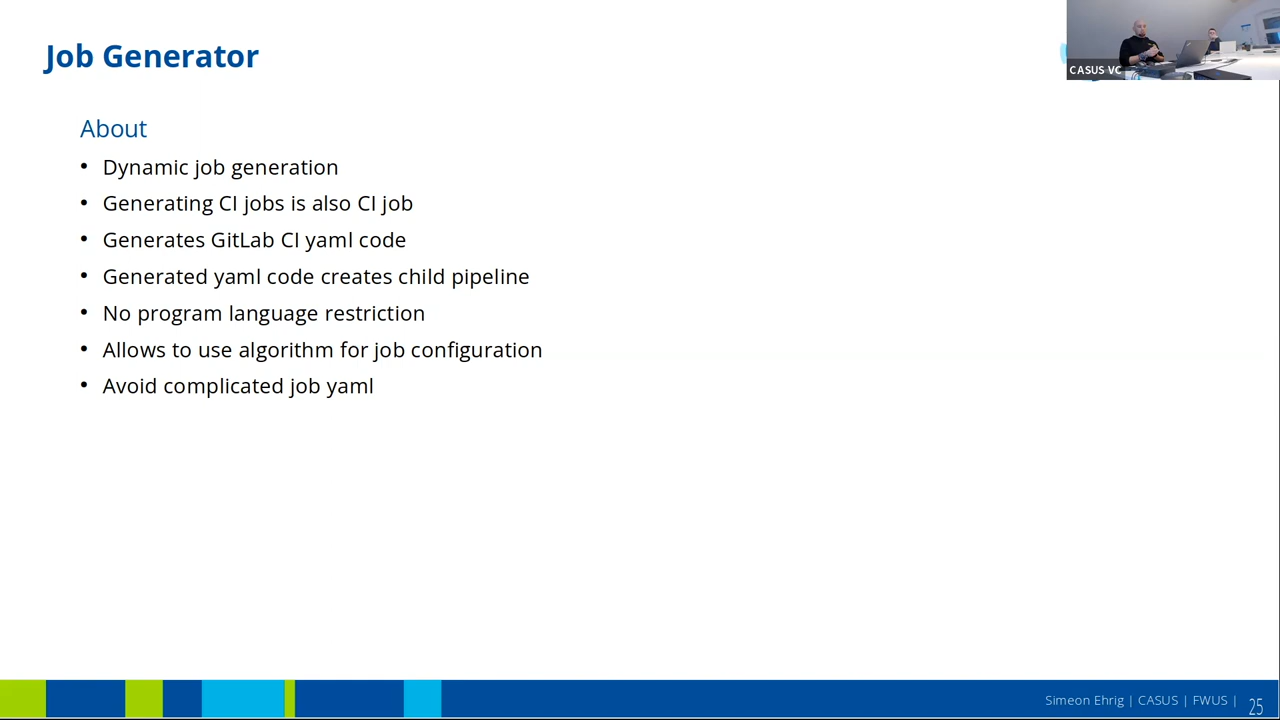 Job Generator
CASUS VC
About
• Dynamic job generation
• Generating CI jobs is also CI job
• Generates GitLab CI yaml code
• Generated yaml code creates child pipeline
• No program language restriction
• Allows to use algorithm for job configuration
• Avoid complicated job yaml
Simeon Ehrig | CASUS | FWUS | 25